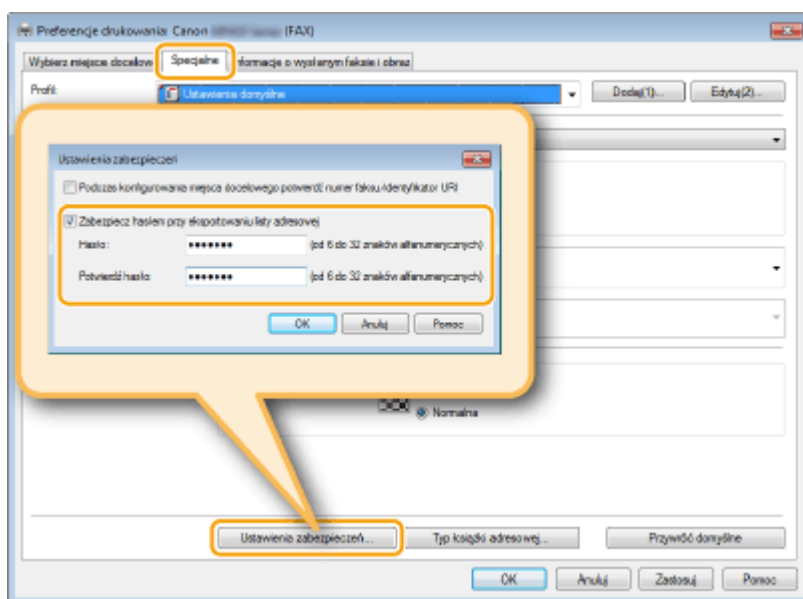 Preferencje drukowania: Canon (FAX)
Wybierz miejsce docelowe
Specjalne
Informacje o wysłanym faksie i obraz
Profil:
Ustawienia domyślne
Dodaj(1)...
Edytuj(2)...
Ustawienia zabezpieczeń
Podczas konfigurowania miejsca docelowego potwierdź numer faksu/identyfikator URI
Zabezpiecz hasłem przy eksportowaniu listy adresowej
Hasło:
(od 6 do 32 znaków alfanumerycznych)
Potwierdź hasło:
(od 6 do 32 znaków alfanumerycznych)
OK
Anuluj
Pomoc
Normalna
Ustawienia zabezpieczeń...
Typ książki adresowej...
Przywróć domyślne
OK
Anuluj
Zastosuj
Pomoc